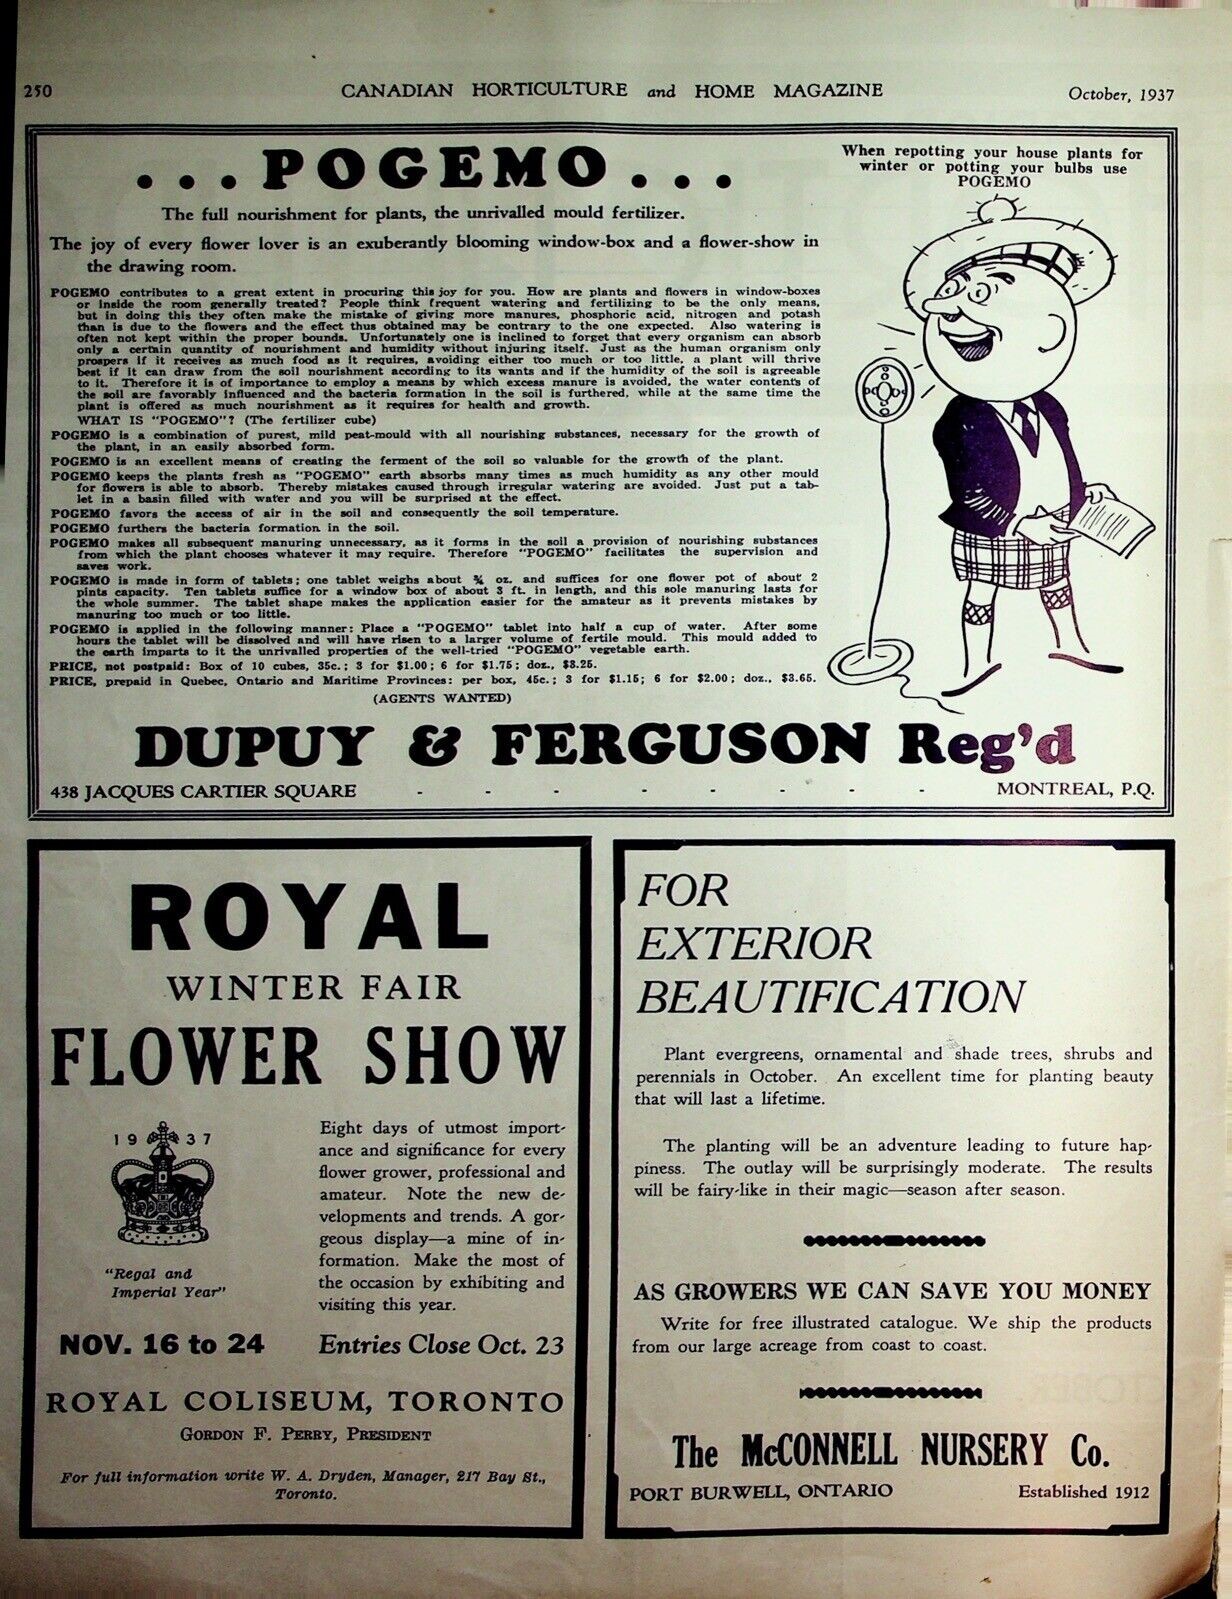 250
CANADIAN HORTICULTURE and HOME MAGAZINE
October, 1937
...POGEMO...
The full nourishment for plants, the unrivalled mould fertilizer.
The joy of every flower lover is an exuberantly blooming window-box and a flower-show in
the drawing room.
POGEMO contributes to a great extent in procuring this joy for you. How are plants and flowers in window-boxes
or inside the room generally treated? People think frequent watering and fertilizing to be the only means,
but in doing this they often make the mistake of giving more manures, phosphoric acid, nitrogen and potash
than is due to the flowers and the effect thus obtained may be contrary to the one expected. Also watering is
often not kept within the proper bounds. Unfortunately one is inclined to forget that every organism can absorb
only a certain quantity of nourishment and humidity without injuring itself. Just as the human organism only
prospers if it receives as much food as it requires, avoiding either too much or too little, a plant will thrive
best if it can draw from the soil nourishment according to its wants and if the humidity of the soil is agreeable
to it. Therefore it is of importance to employ a means by which excess manure is avoided, the water contents of
the soil are favorably influenced and the bacteria formation in the soil is furthered, while at the same time the
plant is offered as much nourishment as it requires for health and growth.
WHAT IS "POGEMO"? (The fertilizer cube)
POGEMO is a combination of purest, mild peat-mould with all nourishing substances, necessary for the growth of
the plant, in an easily absorbed form.
POGEMO is an excellent means of creating the ferment of the soil so valuable for the growth of the plant.
POGEMO keeps the plants fresh as "POGEMO" earth absorbs many times as much humidity as any other mould
for flowers is able to absorb. Thereby mistakes caused through irregular watering are avoided. Just put a tab-
let in a basin filled with water and you will be surprised at the effect.
POGEMO favors the access of air in the soil and consequently the soil temperature.
POGEMO furthers the bacteria formation in the soil.
POGEMO makes all subsequent manuring unnecessary, as it forms in the soil a provision of nourishing substances
from which the plant chooses whatever it may require. Therefore "POGEMO" facilitates the supervision and
saves work.
POGEMO is made in form of tablets; one tablet weighs about ¾ oz. and suffices for one flower pot of about 2
pints capacity. Ten tablets suffice for a window box of about 3 ft. in length, and this sole manuring lasts for
the whole summer. The tablet shape makes the application easier for the amateur as it prevents mistakes by
manuring too much or too little.
POGEMO is applied in the following manner: Place a "POGEMO" tablet into half a cup of water. After some
hours the tablet will be dissolved and will have risen to a larger volume of fertile mould. This mould added to
the earth imparts to it the unrivalled properties of the well-tried "POGEMO" vegetable earth.
PRICE, not postpaid: Box of 10 cubes, 35c.; 3 for $1.00; 6 for $1.75; doz., $3.25.
PRICE, prepaid in Quebec, Ontario and Maritime Provinces: per box, 45c.; 3 for $1.15; 6 for $2.00; doz., $3.65.
(AGENTS WANTED)
When repotting your house plants for
winter or potting your bulbs use
POGEMO
DUPUY & FERGUSON Reg'd
438 JACQUES CARTIER SQUARE - - - - - - - - MONTREAL, P.Q.
ROYAL
WINTER FAIR
FLOWER SHOW
1937
"Regal and
Imperial Year"
Eight days of utmost import-
ance and significance for every
flower grower, professional and
amateur. Note the new de-
velopments and trends. A gor-
geous display—a mine of in-
formation. Make the most of
the occasion by exhibiting and
visiting this year.
NOV. 16 to 24 Entries Close Oct. 23
ROYAL COLISEUM, TORONTO
GORDON F. PERRY, PRESIDENT
For full information write W. A. Dryden, Manager, 217 Bay St.,
Toronto.
FOR
EXTERIOR
BEAUTIFICATION
Plant evergreens, ornamental and shade trees, shrubs and
perennials in October. An excellent time for planting beauty
that will last a lifetime.
The planting will be an adventure leading to future hap-
piness. The outlay will be surprisingly moderate. The results
will be fairy-like in their magic—season after season.
AS GROWERS WE CAN SAVE YOU MONEY
Write for free illustrated catalogue. We ship the products
from our large acreage from coast to coast.
The McCONNELL NURSERY Co.
PORT BURWELL, ONTARIO Established 1912